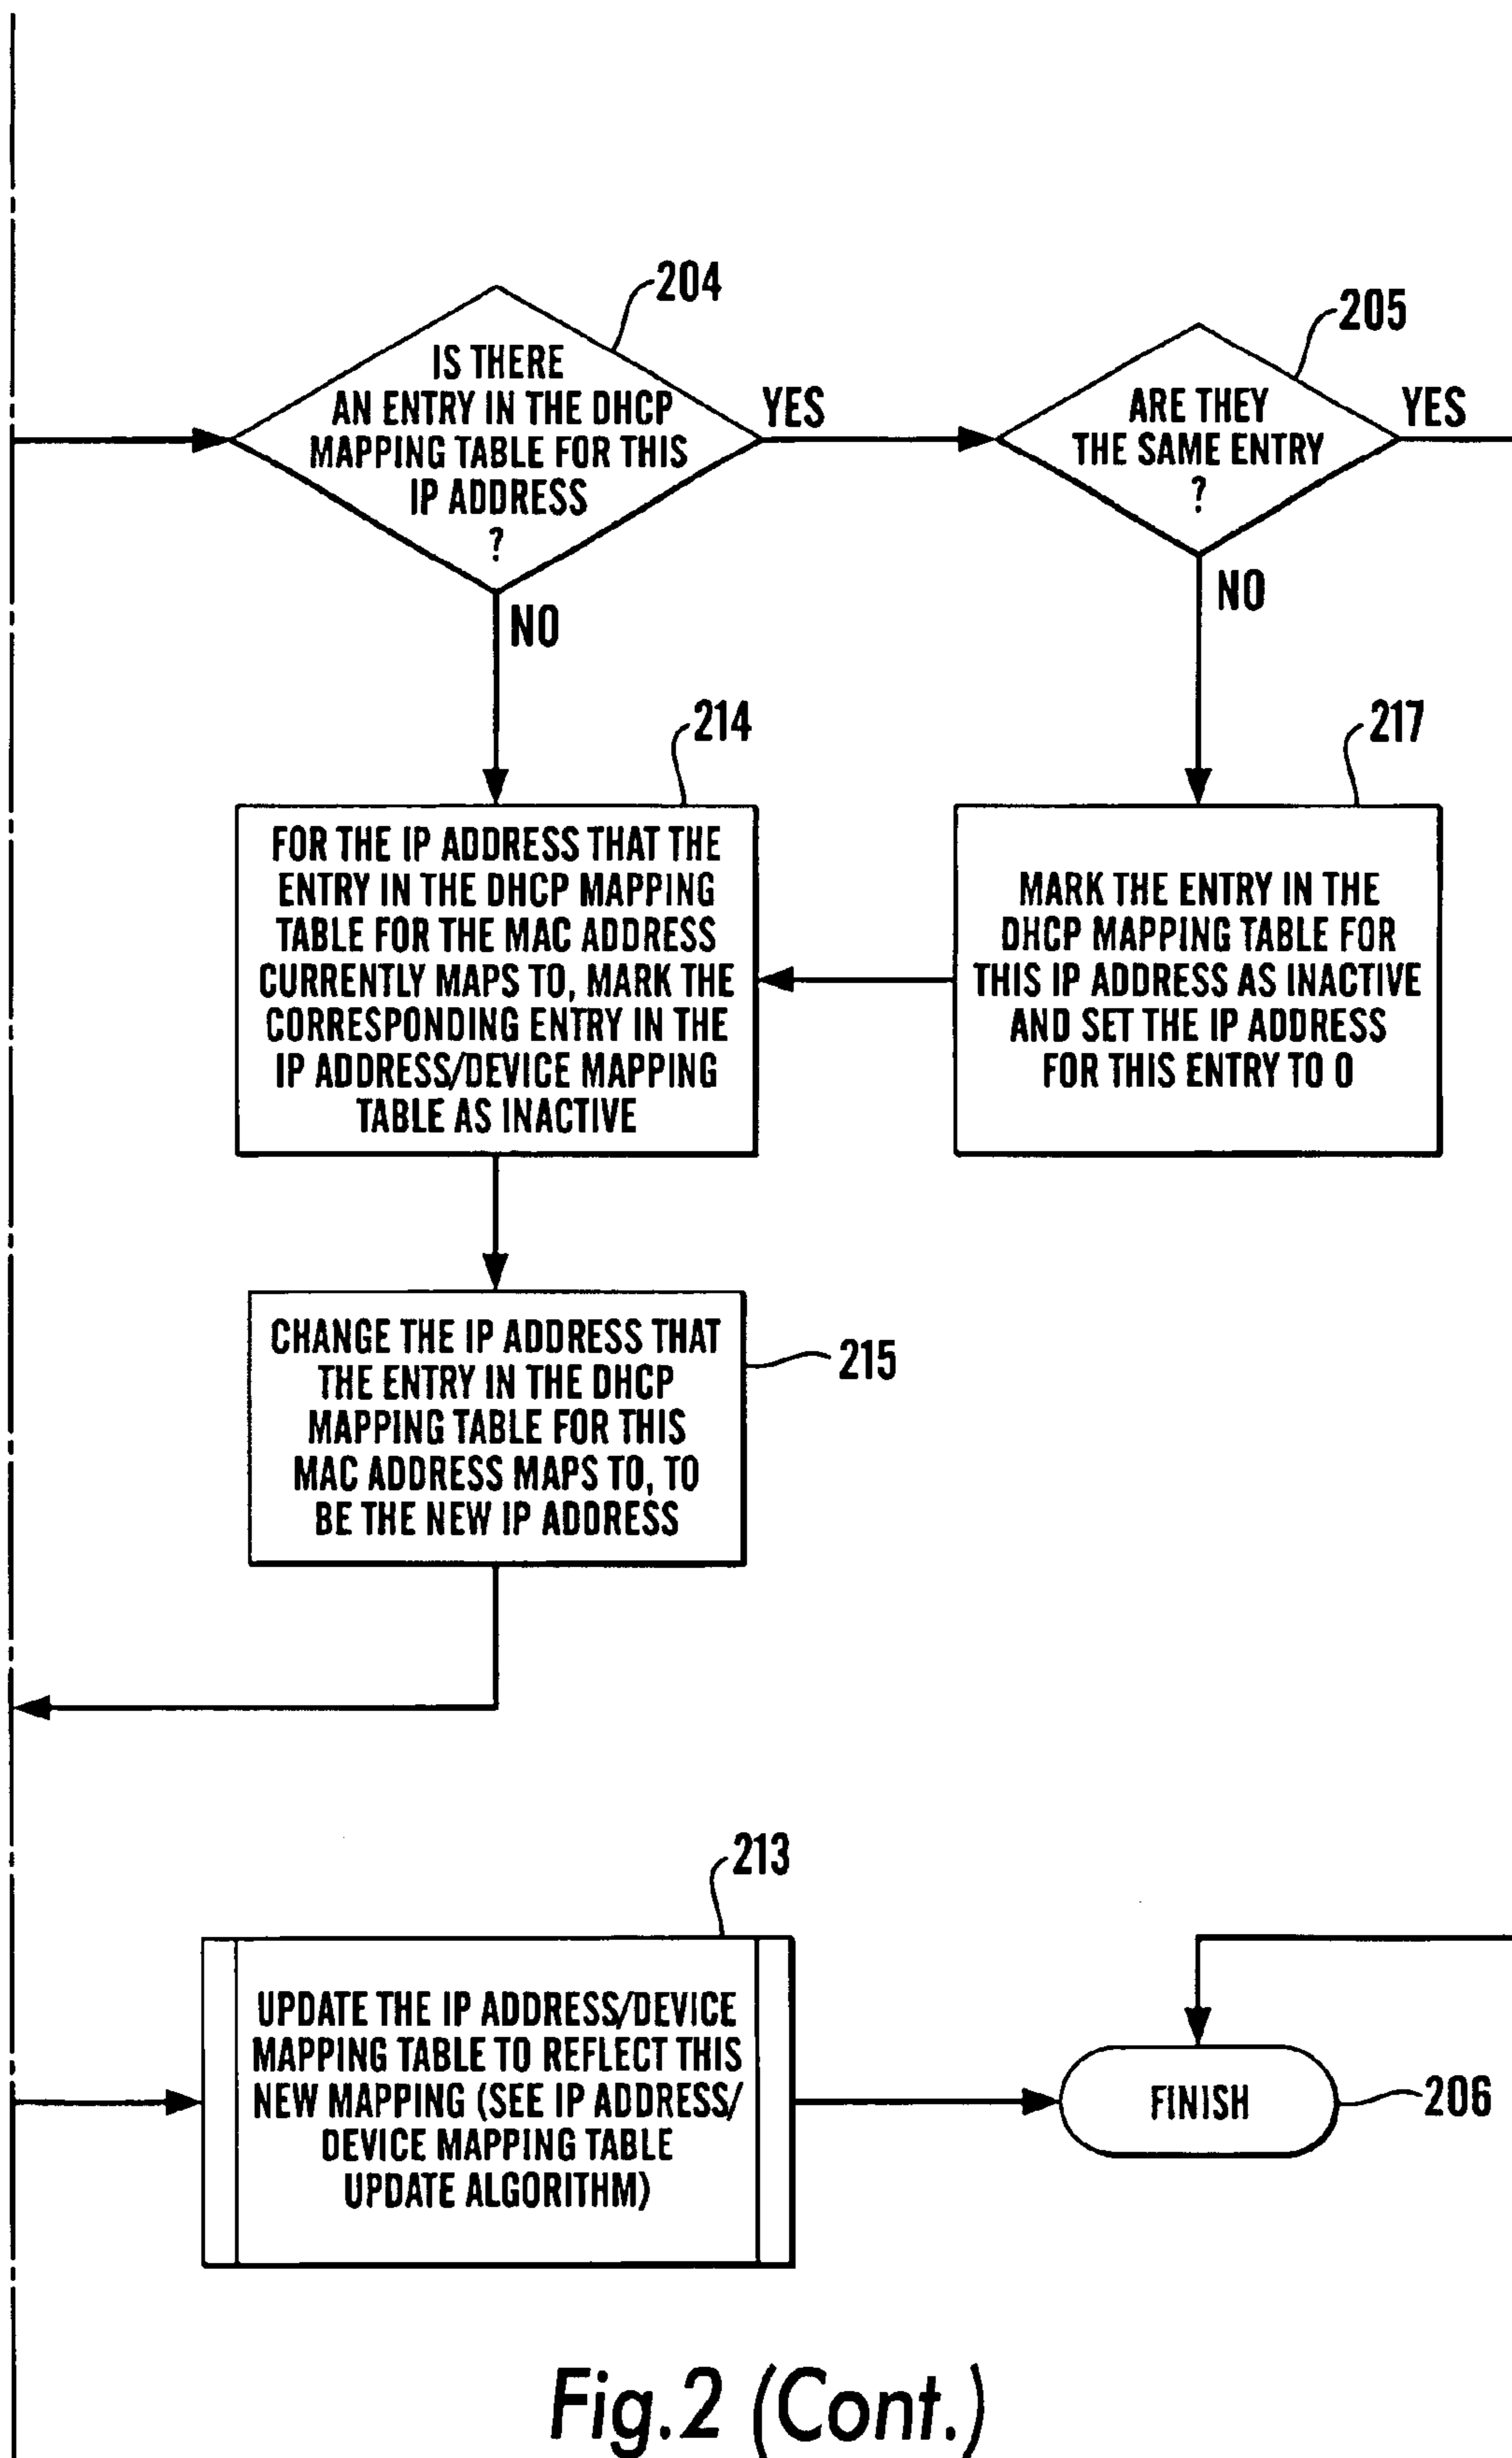 204
IS THERE
AN ENTRY IN THE DHCP
MAPPING TABLE FOR THIS
IP ADDRESS
?
YES
NO
205
ARE THEY
THE SAME ENTRY
?
YES
NO
214
FOR THE IP ADDRESS THAT THE
ENTRY IN THE DHCP MAPPING
TABLE FOR THE MAC ADDRESS
CURRENTLY MAPS TO, MARK THE
CORRESPONDING ENTRY IN THE
IP ADDRESS/DEVICE MAPPING
TABLE AS INACTIVE
217
MARK THE ENTRY IN THE
DHCP MAPPING TABLE FOR
THIS IP ADDRESS AS INACTIVE
AND SET THE IP ADDRESS
FOR THIS ENTRY TO 0
CHANGE THE IP ADDRESS THAT
THE ENTRY IN THE DHCP
MAPPING TABLE FOR THIS
MAC ADDRESS MAPS TO, TO
BE THE NEW IP ADDRESS
215
213
UPDATE THE IP ADDRESS/DEVICE
MAPPING TABLE TO REFLECT THIS
NEW MAPPING (SEE IP ADDRESS/
DEVICE MAPPING TABLE
UPDATE ALGORITHM)
FINISH
206
Fig.2 (Cont.)